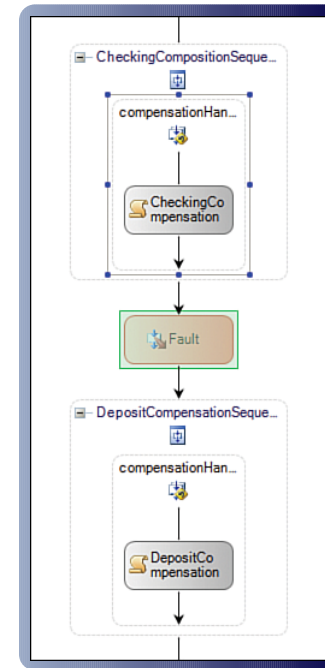 CheckingCompositionSeque...
compensationHan...
CheckingCo
mpensation
Fault
DepositCompensationSeque...
compensationHan...
DepositCo
mpensation